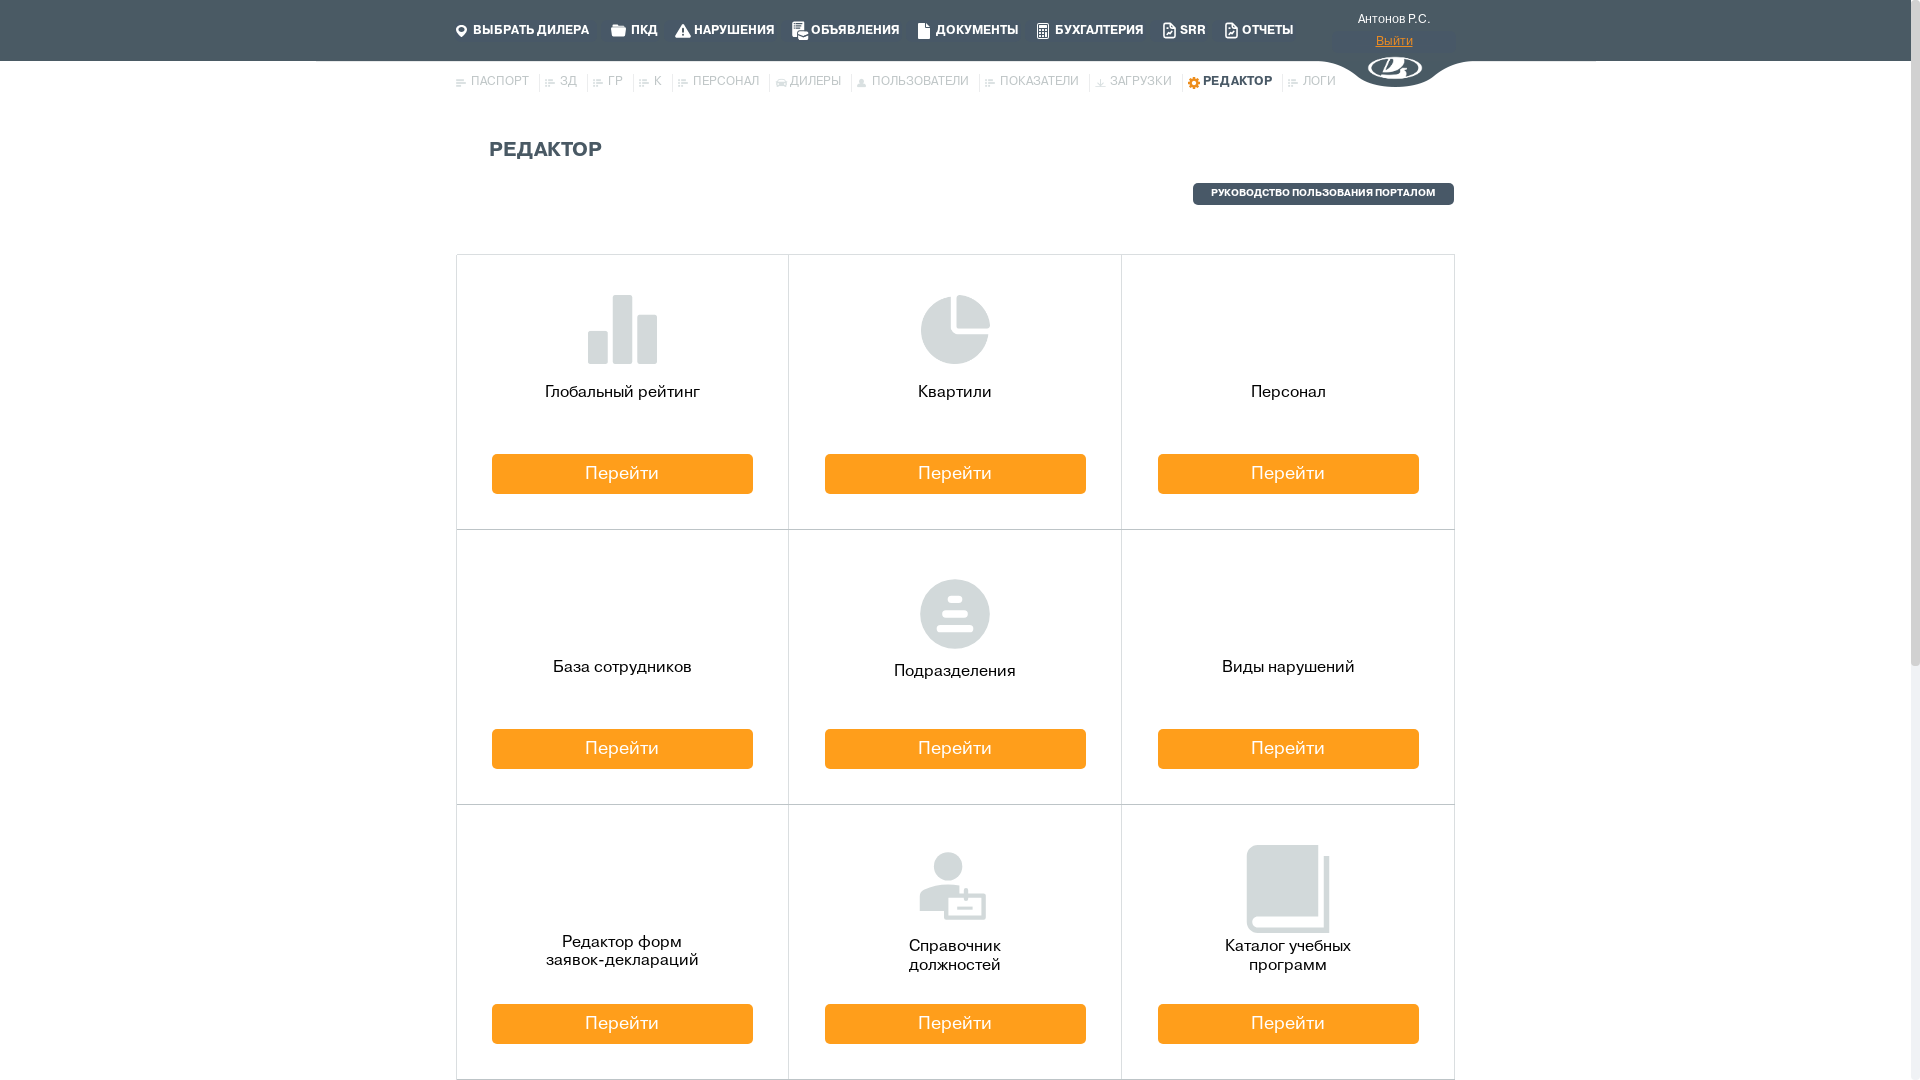 ВЫБРАТЬ ДИЛЕРА ПКД НАРУШЕНИЯ ОБЪЯВЛЕНИЯ ДОКУМЕНТЫ БУХГАЛТЕРИЯ SRR ОТЧЕТЫ
Антонов Р.С.
Выйти
ПАСПОРТ ЗД ГР К ПЕРСОНАЛ ДИЛЕРЫ ПОЛЬЗОВАТЕЛИ ПОКАЗАТЕЛИ ЗАГРУЗКИ РЕДАКТОР ЛОГИ
РЕДАКТОР
РУКОВОДСТВО ПОЛЬЗОВАНИЯ ПОРТАЛОМ
Глобальный рейтинг
Перейти
Квартили
Перейти
Персонал
Перейти
База сотрудников
Перейти
Подразделения
Перейти
Виды нарушений
Перейти
Редактор форм
заявок-деклараций
Перейти
Справочник
должностей
Перейти
Каталог учебных
программ
Перейти